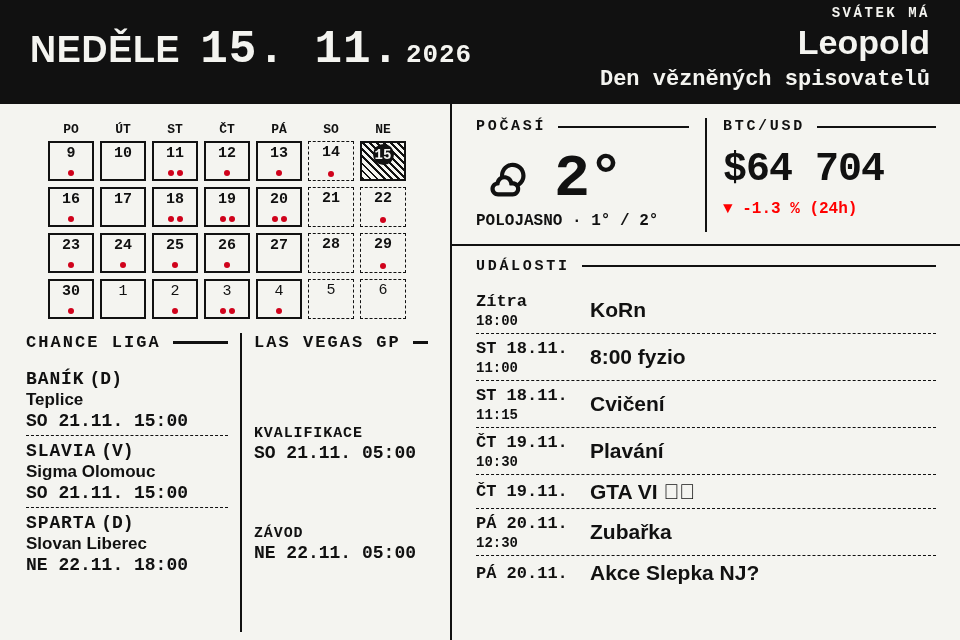 NEDĚLE 15. 11. 2026
SVÁTEK MÁ
Leopold
Den vězněných spisovatelů
PO ÚT ST ČT PÁ SO NE
9 10 11 12 13 14 15
16 17 18 19 20 21 22
23 24 25 26 27 28 29
30 1 2 3 4 5 6
CHANCE LIGA
BANÍK (D)
Teplice
SO 21.11. 15:00
SLAVIA (V)
Sigma Olomouc
SO 21.11. 15:00
SPARTA (D)
Slovan Liberec
NE 22.11. 18:00
LAS VEGAS GP
KVALIFIKACE
SO 21.11. 05:00
ZÁVOD
NE 22.11. 05:00
POČASÍ
2°
POLOJASNO · 1° / 2°
BTC/USD
$64 704
▼ -1.3 % (24h)
UDÁLOSTI
Zítra
18:00
KoRn
ST 18.11.
11:00
8:00 fyzio
ST 18.11.
11:15
Cvičení
ČT 19.11.
10:30
Plavání
ČT 19.11.
GTA VI
PÁ 20.11.
12:30
Zubařka
PÁ 20.11.
Akce Slepka NJ?